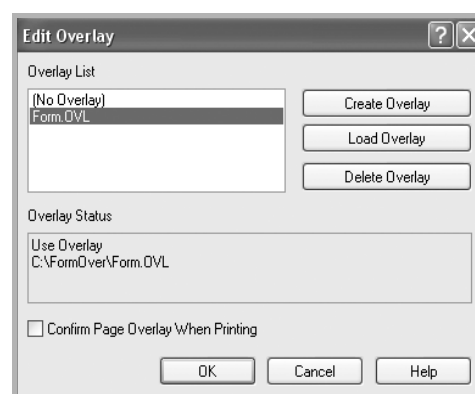 Edit Overlay
Overlay List
(No Overlay)
Form.OVL
Create Overlay
Load Overlay
Delete Overlay
Overlay Status
Use Overlay
C:\FormOver\Form.OVL
Confirm Page Overlay When Printing
OK Cancel Help